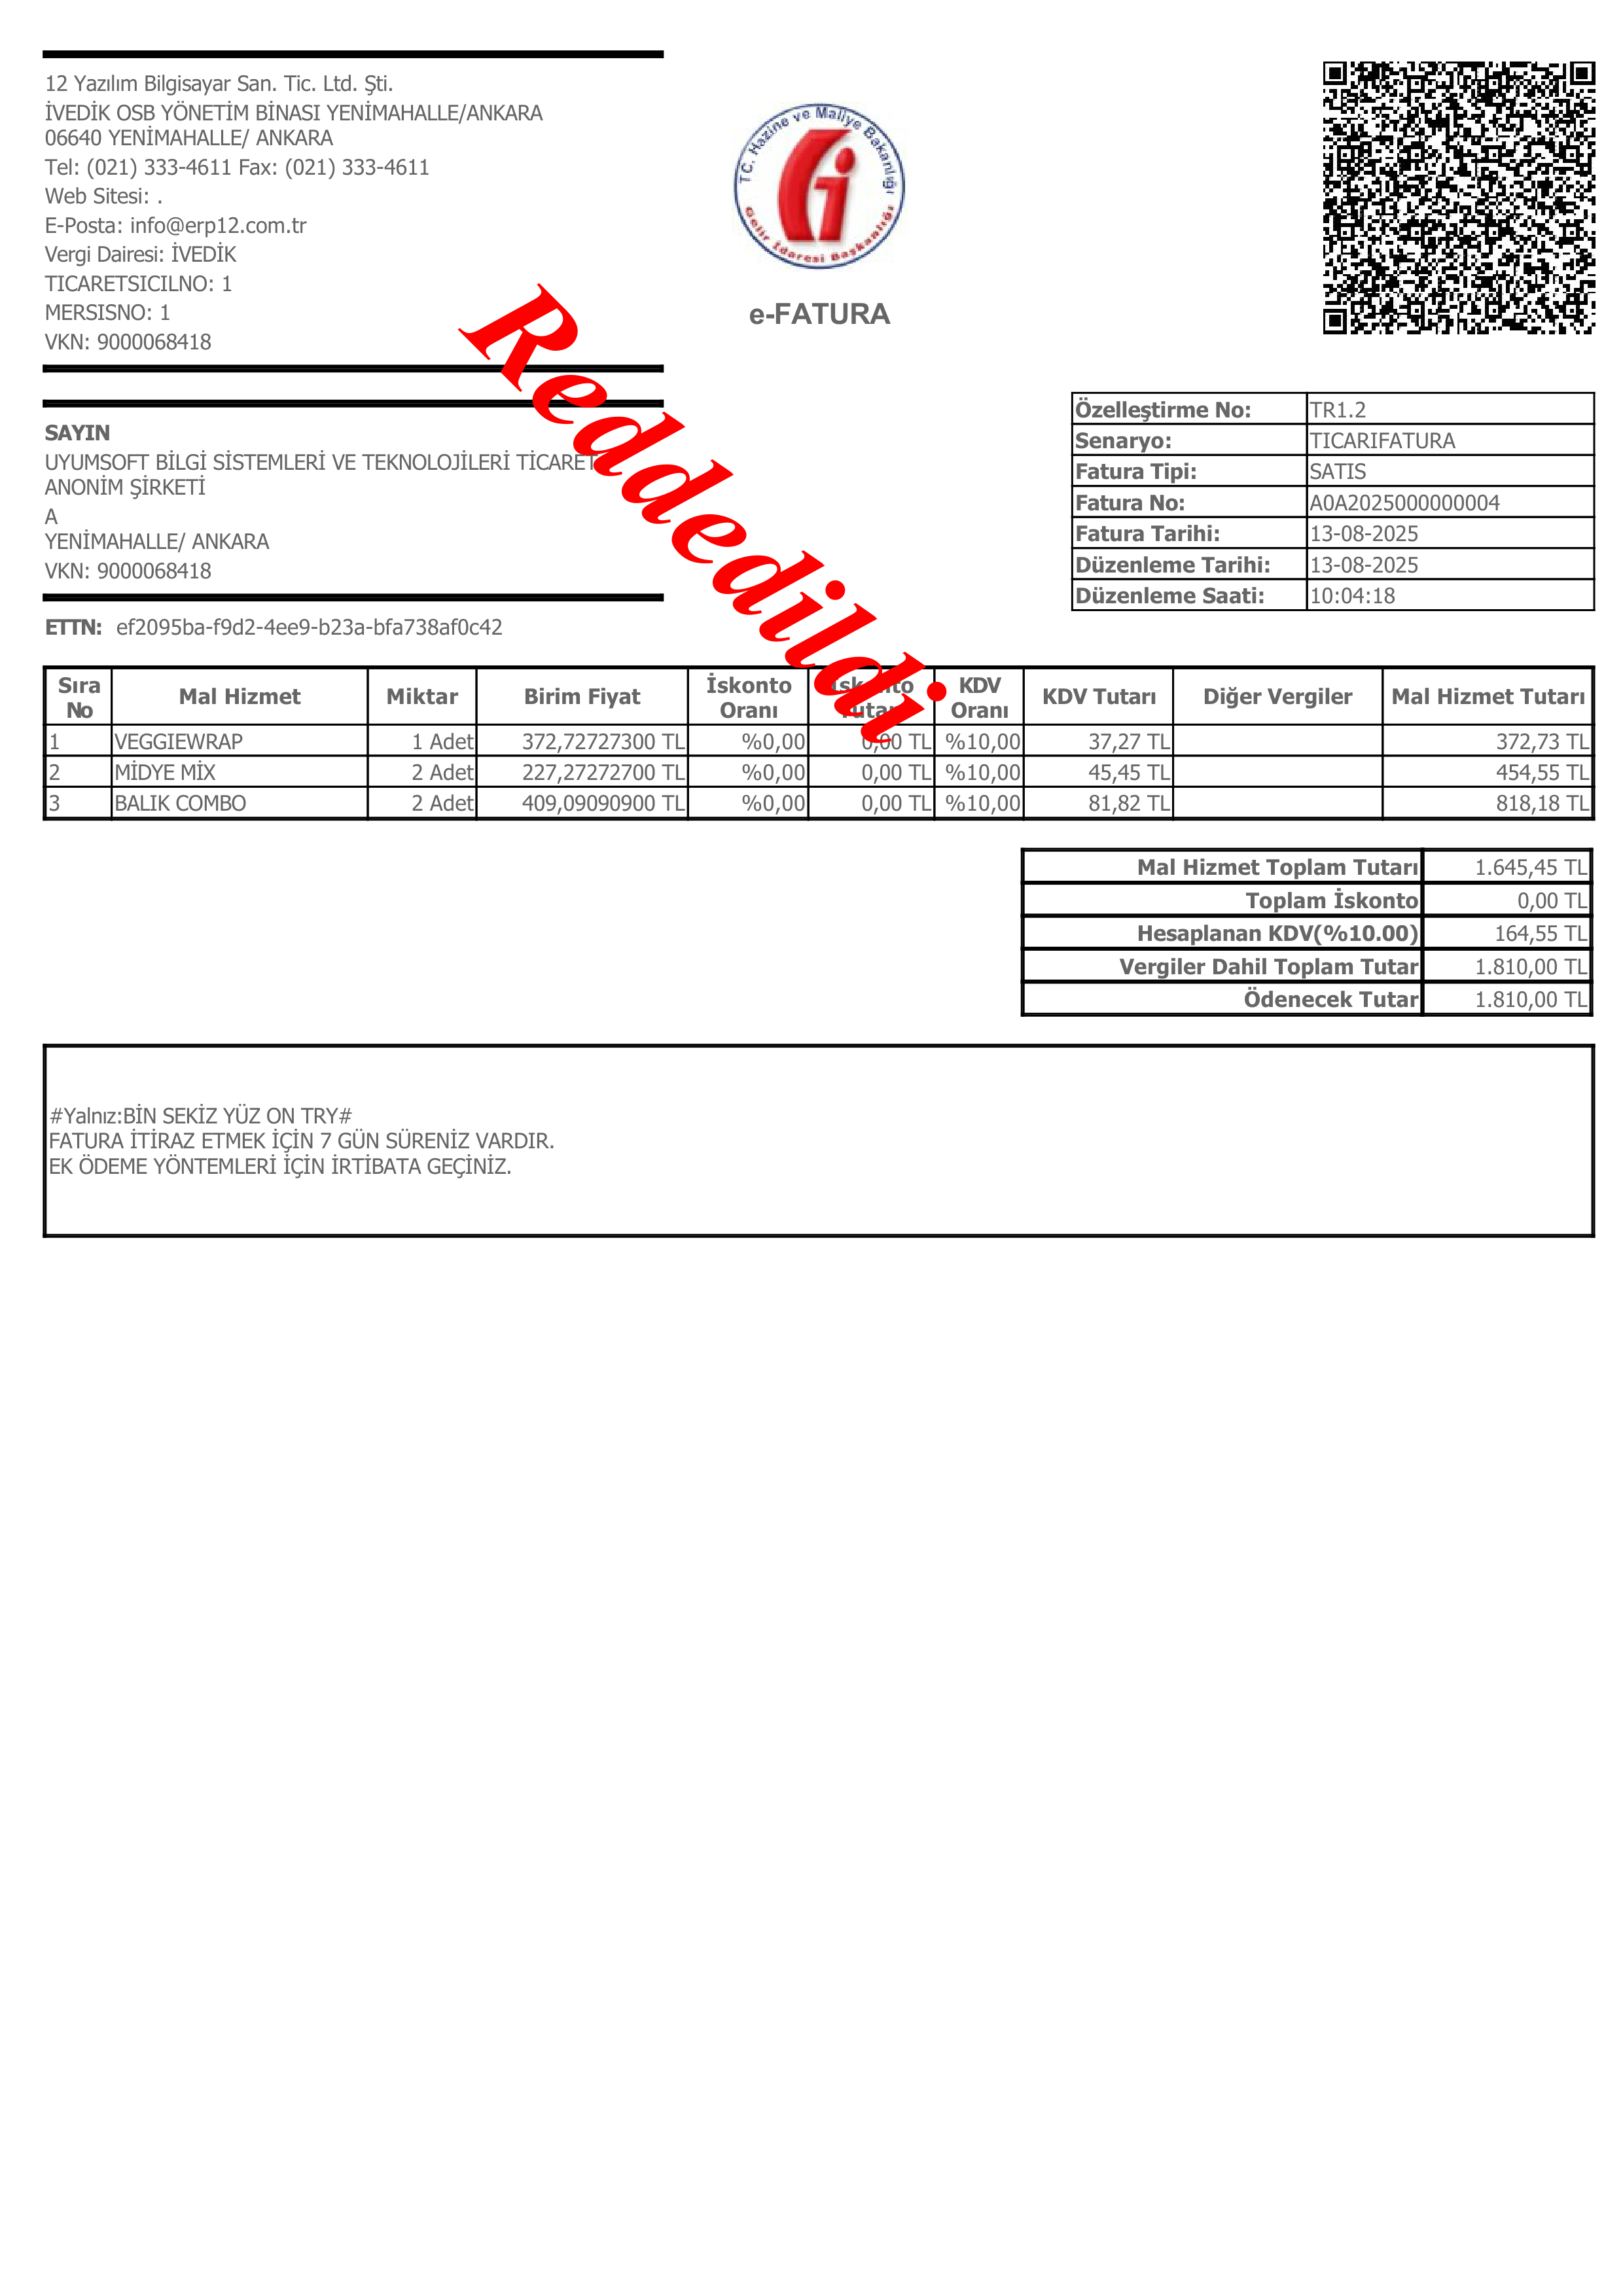 12 Yazılım Bilgisayar San. Tic. Ltd. Şti.
İVEDİK OSB YÖNETİM BİNASI YENİMAHALLE/ANKARA
06640 YENİMAHALLE/ ANKARA
Tel: (021) 333-4611 Fax: (021) 333-4611
Web Sitesi: .
E-Posta: info@erp12.com.tr
Vergi Dairesi: İVEDİK
TICARETSICILNO: 1
MERSISNO: 1
VKN: 9000068418
TC. Hazine ve Maliye Bakanlığı
Gelir İdaresi Başkanlığı
e-FATURA
Reddedildi.
SAYIN
UYUMSOFT BİLGİ SİSTEMLERİ VE TEKNOLOJİLERİ TİCARET
ANONİM ŞİRKETİ
A
YENİMAHALLE/ ANKARA
VKN: 9000068418
ETTN: ef2095ba-f9d2-4ee9-b23a-bfa738af0c42
Özelleştirme No: TR1.2
Senaryo: TICARIFATURA
Fatura Tipi: SATIS
Fatura No: A0A2025000000004
Fatura Tarihi: 13-08-2025
Düzenleme Tarihi: 13-08-2025
Düzenleme Saati: 10:04:18
Sıra No Mal Hizmet Miktar Birim Fiyat İskonto Oranı İskonto Tutarı KDV Oranı KDV Tutarı Diğer Vergiler Mal Hizmet Tutarı
1 VEGGIEWRAP 1 Adet 372,72727300 TL %0,00 0,00 TL %10,00 37,27 TL 372,73 TL
2 MİDYE MİX 2 Adet 227,27272700 TL %0,00 0,00 TL %10,00 45,45 TL 454,55 TL
3 BALIK COMBO 2 Adet 409,09090900 TL %0,00 0,00 TL %10,00 81,82 TL 818,18 TL
Mal Hizmet Toplam Tutarı 1.645,45 TL
Toplam İskonto 0,00 TL
Hesaplanan KDV(%10.00) 164,55 TL
Vergiler Dahil Toplam Tutar 1.810,00 TL
Ödenecek Tutar 1.810,00 TL
#Yalnız:BİN SEKİZ YÜZ ON TRY#
FATURA İTİRAZ ETMEK İÇİN 7 GÜN SÜRENİZ VARDIR.
EK ÖDEME YÖNTEMLERİ İÇİN İRTİBATA GEÇİNİZ.